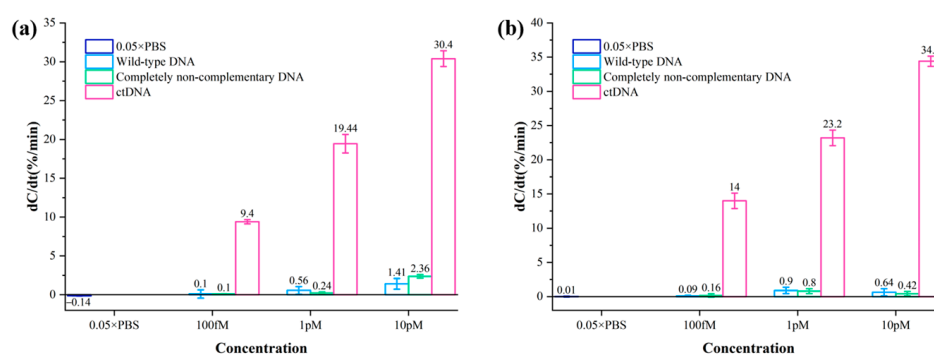 (a)
dC/dt(%/min)
35
30
25
20
15
10
5
0
0.05×PBS
Wild-type DNA
Completely non-complementary DNA
ctDNA
−0.14
0.1
0.1
9.4
0.56
0.24
19.44
1.41
2.36
30.4
0.05×PBS 100fM 1pM 10pM
Concentration
(b)
dC/dt(%/min)
40
35
30
25
20
15
10
5
0
0.05×PBS
Wild-type DNA
Completely non-complementary DNA
ctDNA
0.01
0.09
0.16
14
0.9
0.8
23.2
0.64
0.42
0.05×PBS 100fM 1pM 10pM
Concentration